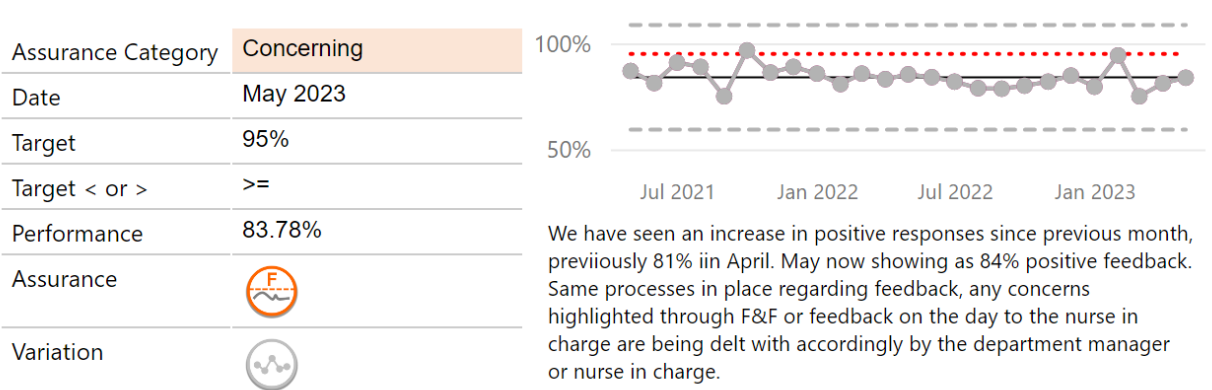 Assurance Category Concerning
Date May 2023
Target 95%
Target < or > >=
Performance 83.78%
Assurance F
Variation
100%
50%
Jul 2021 Jan 2022 Jul 2022 Jan 2023
We have seen an increase in positive responses since previous month,
previiously 81% iin April. May now showing as 84% positive feedback.
Same processes in place regarding feedback, any concerns
highlighted through F&F or feedback on the day to the nurse in
charge are being delt with accordingly by the department manager
or nurse in charge.